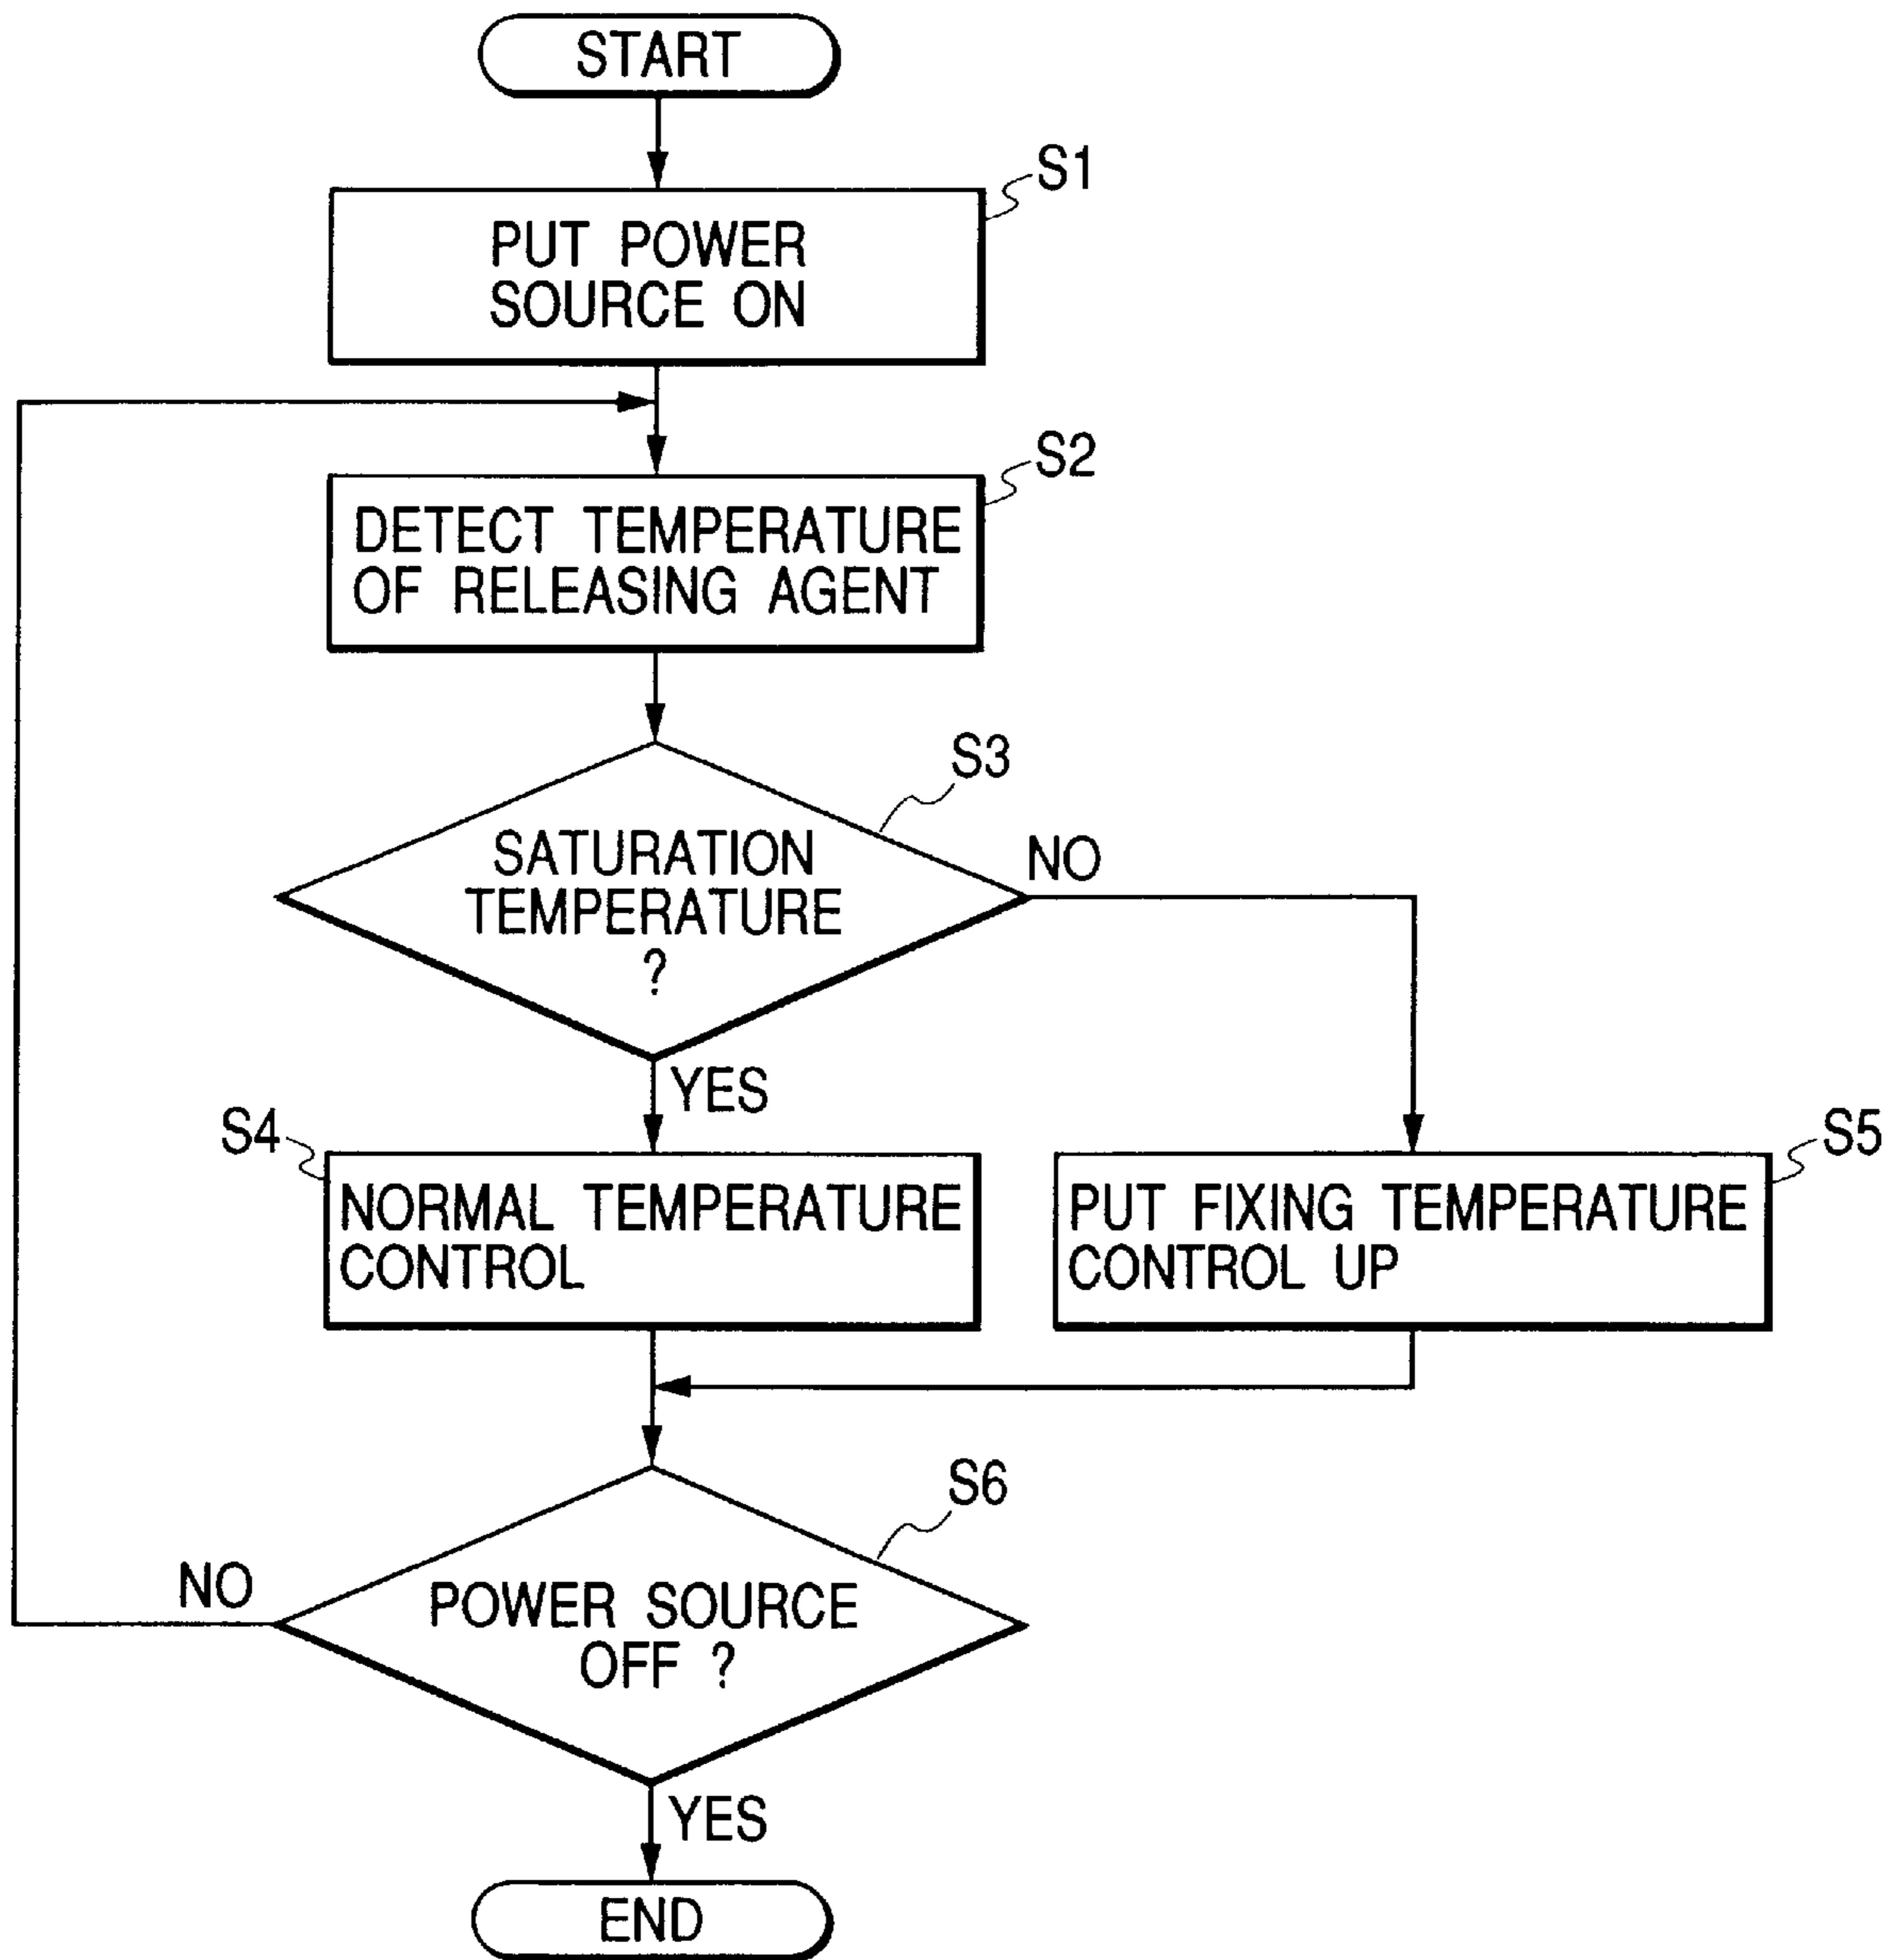 START
S1
PUT POWER
SOURCE ON
S2
DETECT TEMPERATURE
OF RELEASING AGENT
S3
SATURATION
TEMPERATURE
?
NO
YES
S4
NORMAL TEMPERATURE
CONTROL
S5
PUT FIXING TEMPERATURE
CONTROL UP
S6
POWER SOURCE
OFF ?
NO
YES
END